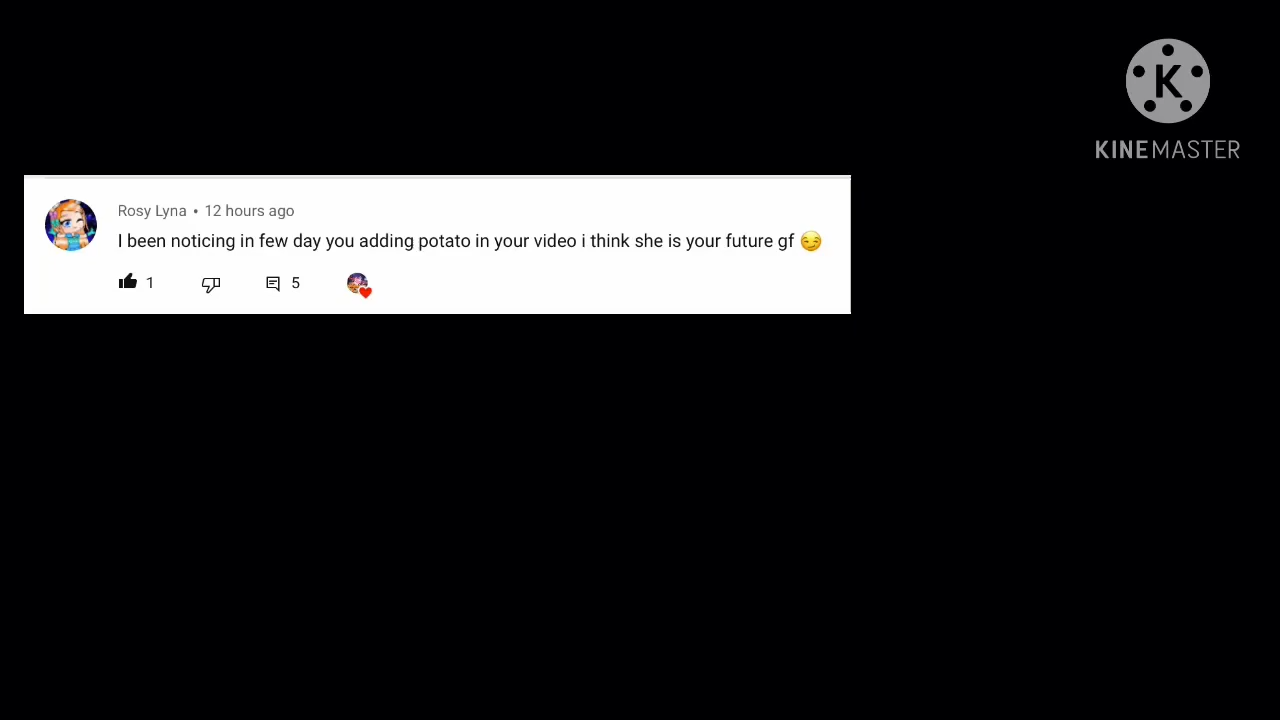 K
KINEMASTER
Rosy Lyna • 12 hours ago
I been noticing in few day you adding potato in your video i think she is your future gf 😏
1 5